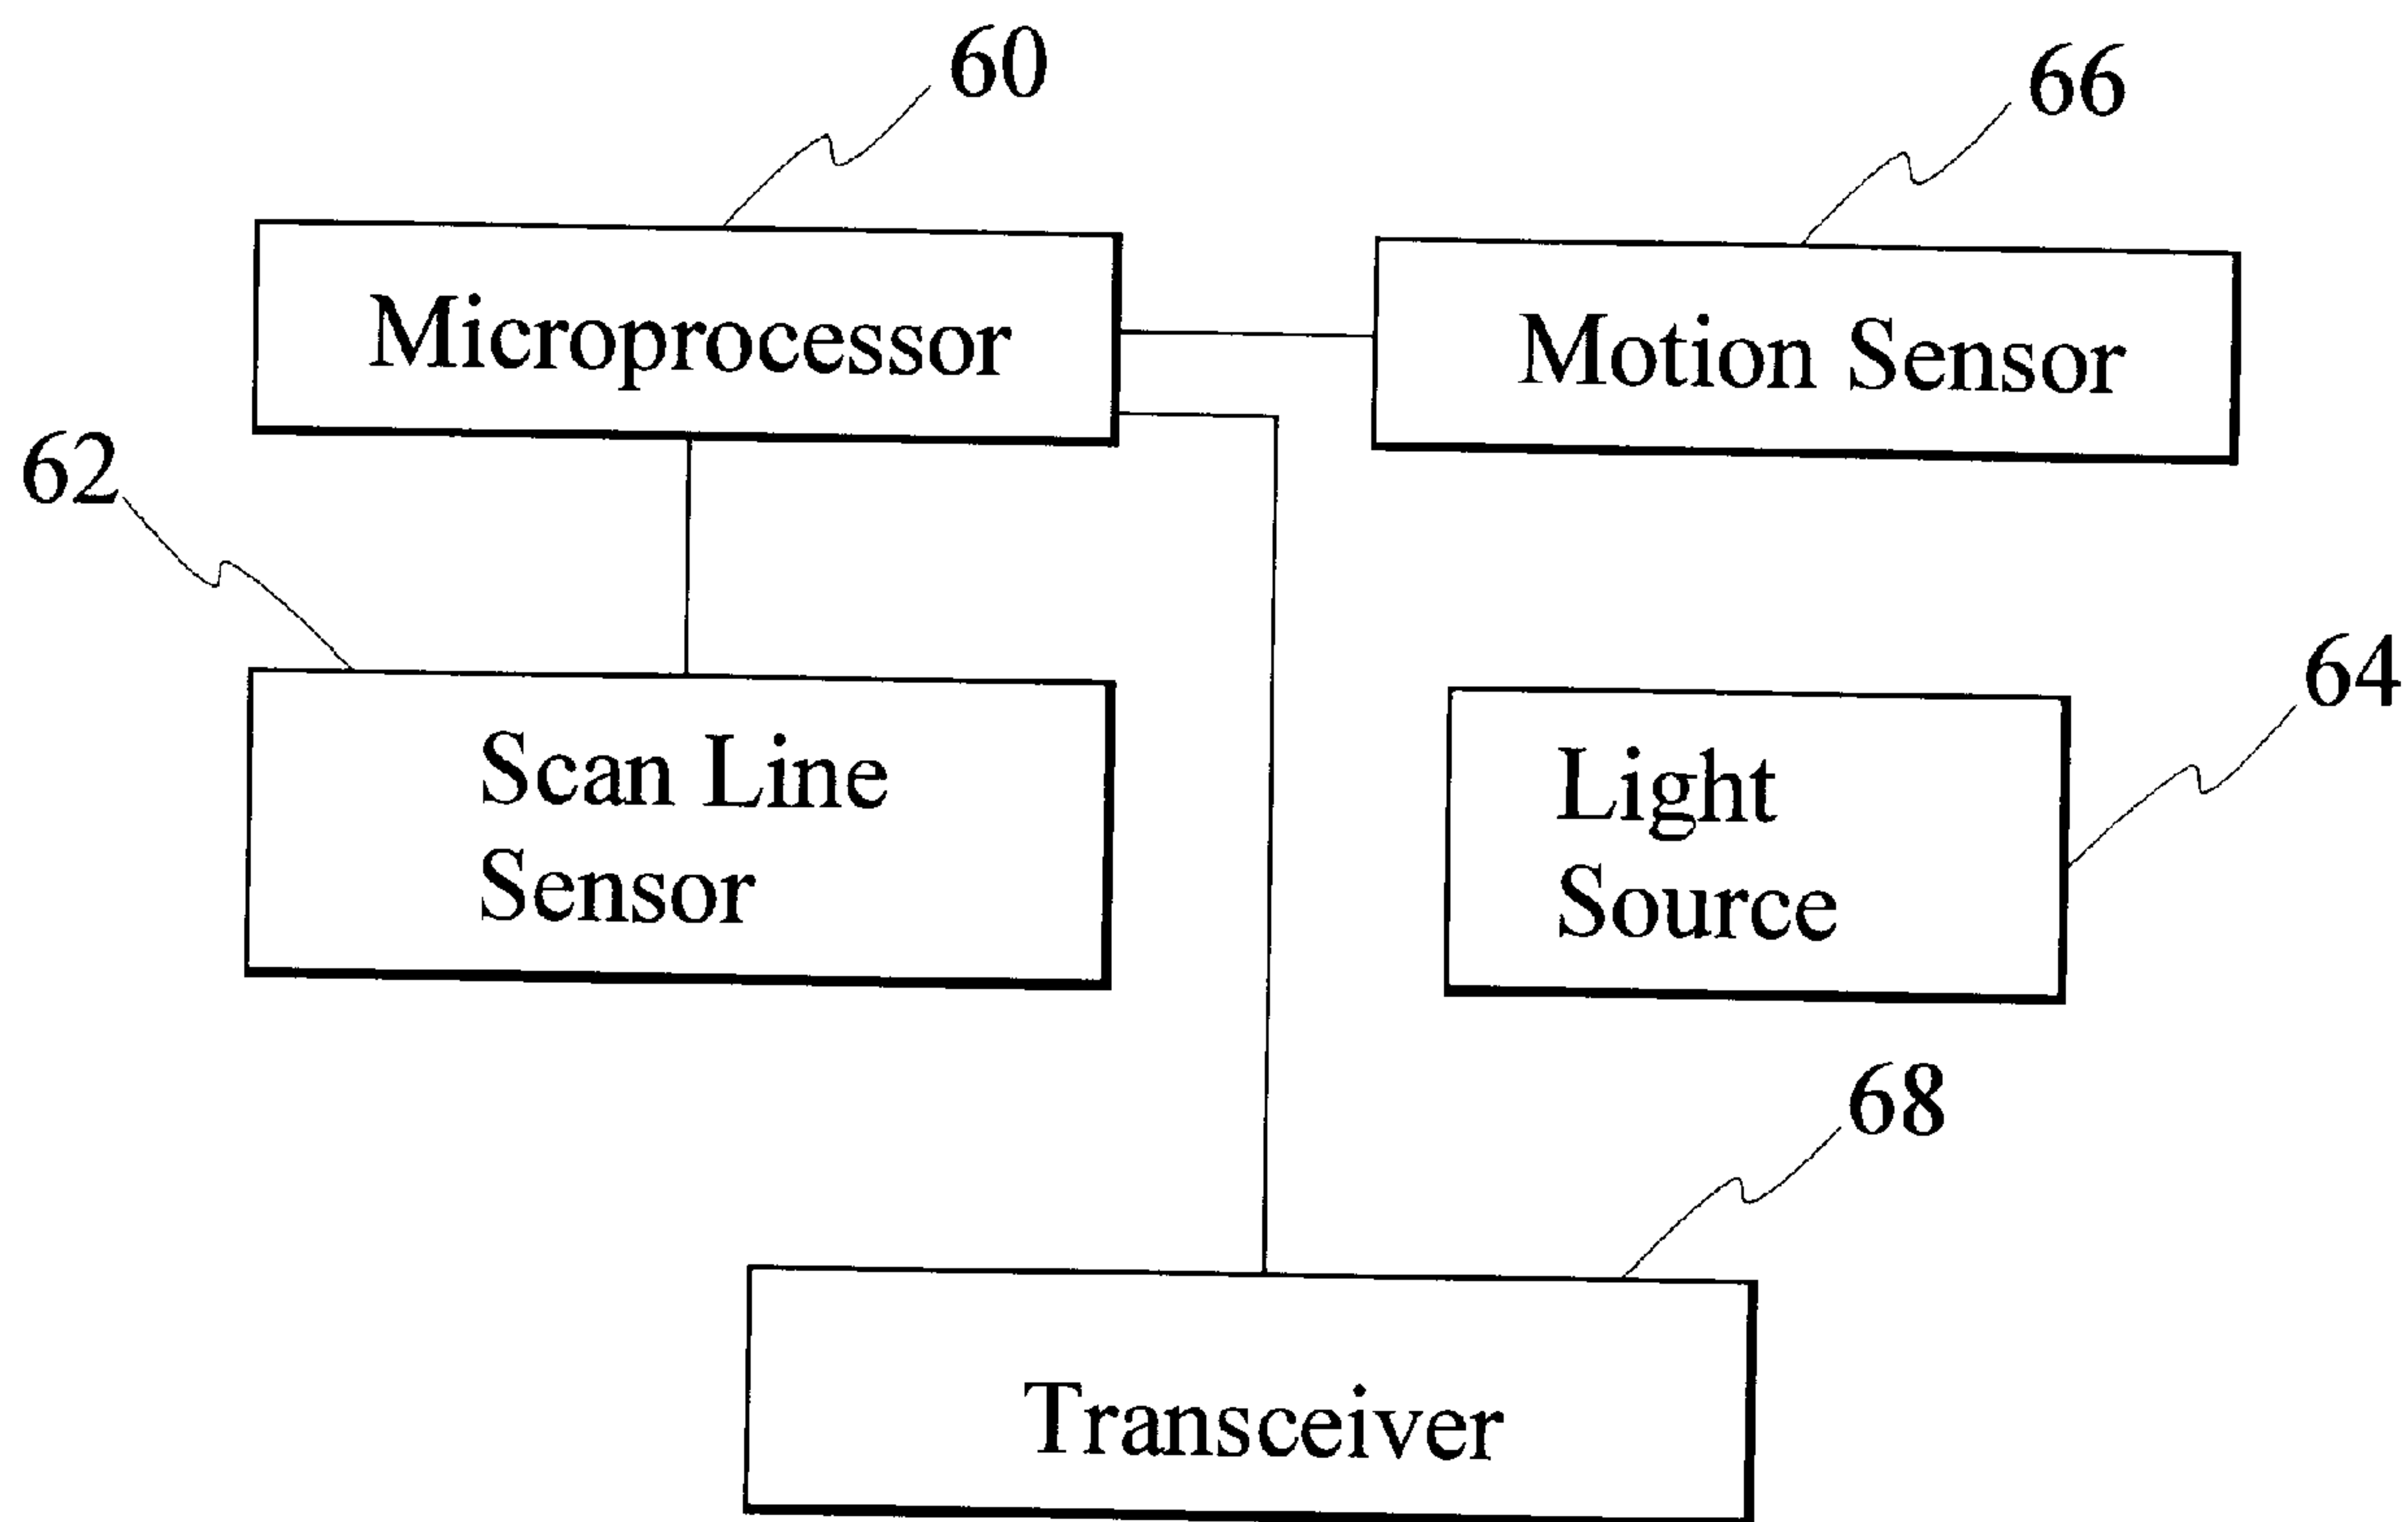 60
66
Microprocessor
Motion Sensor
62
Scan Line
Sensor
64
Light
Source
68
Transceiver